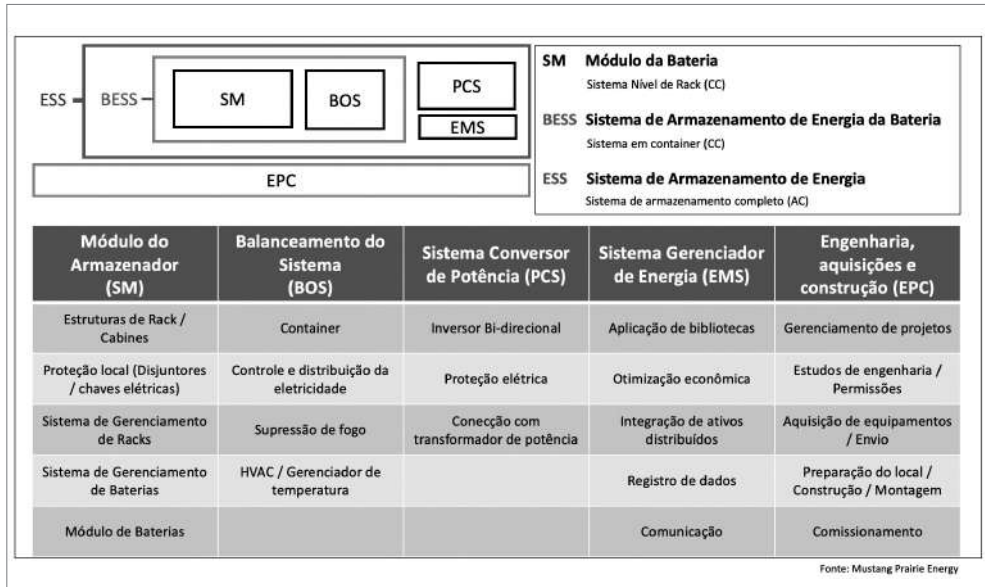 ESS
BESS
SM
BOS
PCS
EMS
EPC
SM Módulo da Bateria
Sistema Nível de Rack (CC)
BESS Sistema de Armazenamento de Energia da Bateria
Sistema em container (CC)
ESS Sistema de Armazenamento de Energia
Sistema de armazenamento completo (AC)
Módulo do
Armazenador
(SM)
Balanceamento do
Sistema
(BOS)
Sistema Conversor
de Potência (PCS)
Sistema Gerenciador
de Energia (EMS)
Engenharia,
aquisições e
construção (EPC)
Estruturas de Rack /
Cabines
Container
Inversor Bi-direcional
Aplicação de bibliotecas
Gerenciamento de projetos
Proteção local (Disjuntores
/ chaves elétricas)
Controle e distribuição da
eletricidade
Proteção elétrica
Otimização econômica
Estudos de engenharia /
Permissões
Sistema de Gerenciamento
de Racks
Supressão de fogo
Conecção com
transformador de potência
Integração de ativos
distribuídos
Aquisição de equipamentos
/ Envio
Sistema de Gerenciamento
de Baterias
HVAC / Gerenciador de
temperatura
Registro de dados
Preparação do local /
Construção / Montagem
Módulo de Baterias
Comunicação
Comissionamento
Fonte: Mustang Prairie Energy